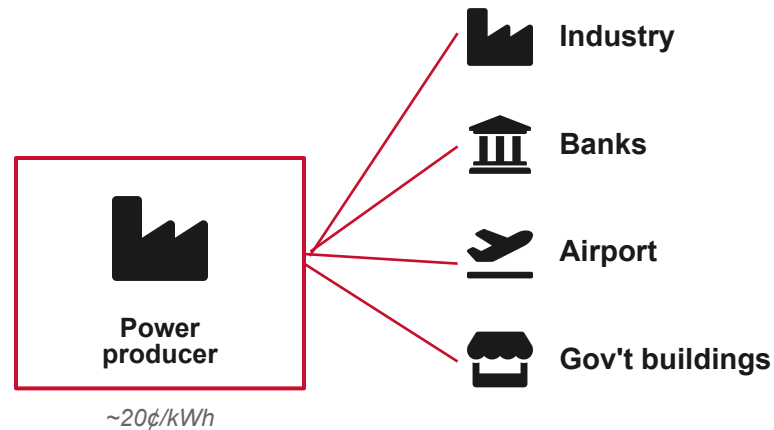 Industry
Banks
Airport
Gov't buildings
Power
producer
~20¢/kWh